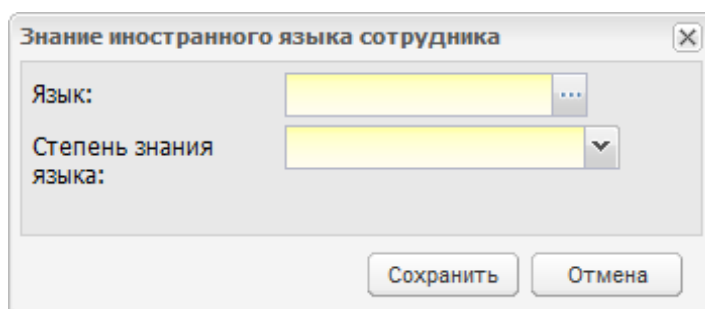 Знание иностранного языка сотрудника
Язык:
Степень знания
языка:
Сохранить Отмена